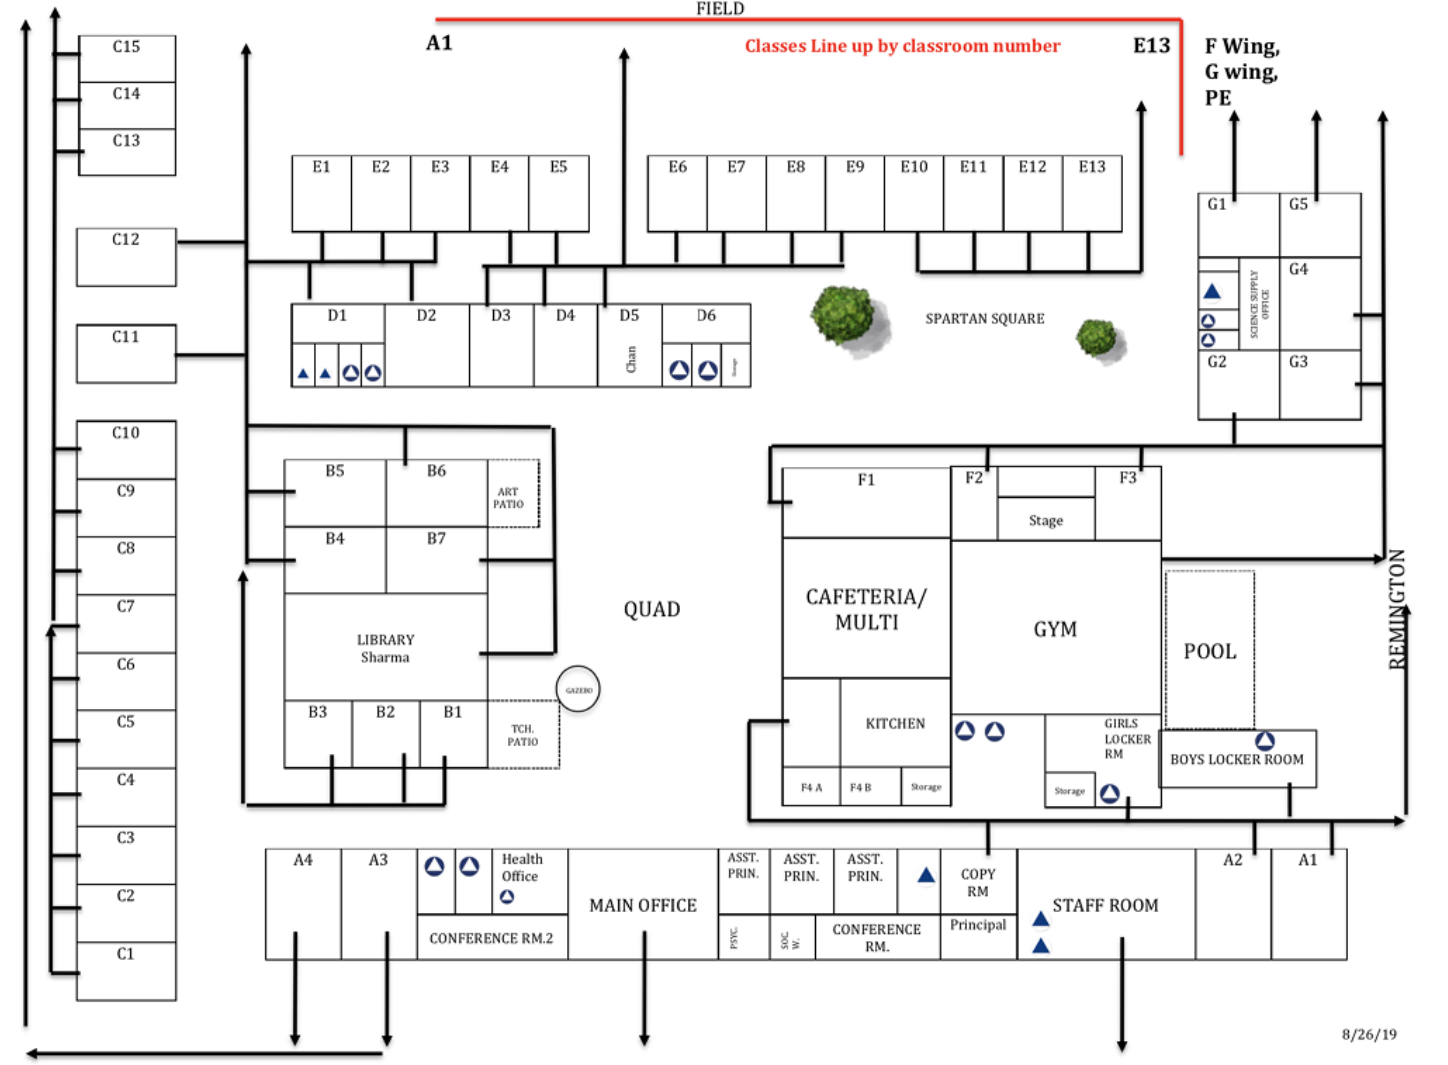 FIELD
A1
Classes Line up by classroom number
E13
F Wing,
G wing,
PE
C15
C14
C13
C12
C11
C10
C9
C8
C7
C6
C5
C4
C3
C2
C1
E1
E2
E3
E4
E5
E6
E7
E8
E9
E10
E11
E12
E13
D1
D2
D3
D4
D5
Chan
D6
Storage
SPARTAN SQUARE
G1
G5
G4
SCIENCE SUPPLY
OFFICE
G2
G3
B5
B6
ART
PATIO
B4
B7
LIBRARY
Sharma
B3
B2
B1
TCH.
PATIO
GAZEBO
QUAD
F1
F2
Stage
F3
CAFETERIA/
MULTI
GYM
POOL
REMINGTON
KITCHEN
F4 A
F4 B
Storage
GIRLS
LOCKER
RM
Storage
BOYS LOCKER ROOM
A4
A3
Health
Office
CONFERENCE RM.2
MAIN OFFICE
ASST.
PRIN.
ASST.
PRIN.
ASST.
PRIN.
PSYC.
SOC.
W.
CONFERENCE
RM.
COPY
RM
Principal
STAFF ROOM
A2
A1
8/26/19